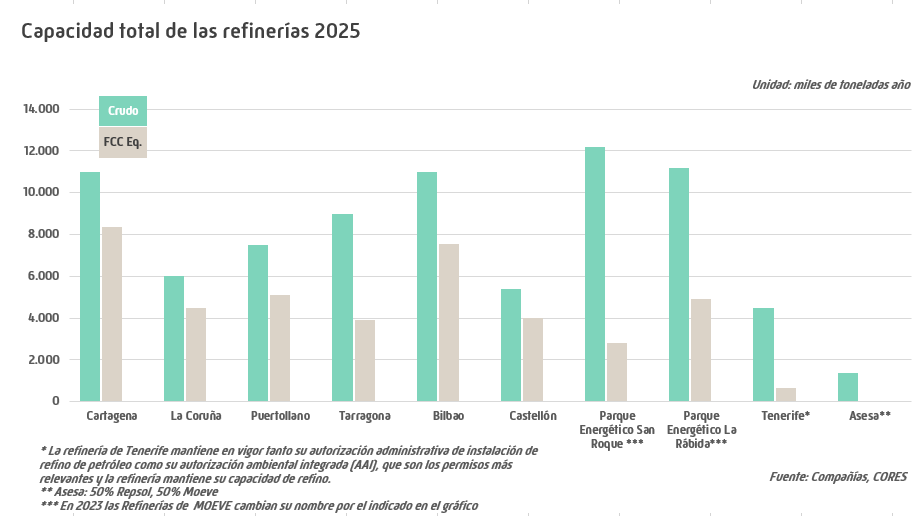 Capacidad total de las refinerías 2025
Unidad: miles de toneladas año
14.000
12.000
10.000
8.000
6.000
4.000
2.000
0
Crudo
FCC Eq.
Cartagena
La Coruña
Puertollano
Tarragona
Bilbao
Castellón
Parque
Energético San
Roque ***
Parque
Energético La
Rábida***
Tenerife*
Asesa**
* La refinería de Tenerife mantiene en vigor tanto su autorización administrativa de instalación de
refino de petróleo como su autorización ambiental integrada (AAI), que son los permisos más
relevantes y la refinería mantiene su capacidad de refino.
** Asesa: 50% Repsol, 50% Moeve
*** En 2023 las Refinerías de  MOEVE cambian su nombre por el indicado en el gráfico
Fuente: Compañías, CORES